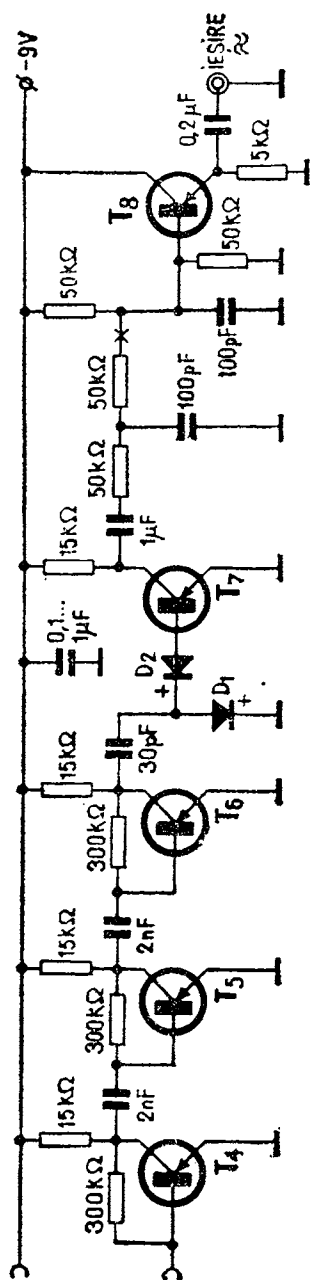 300kΩ
15kΩ
T4
2nF
300kΩ
15kΩ
T5
2nF
300kΩ
15kΩ
T6
30pF
0,1...
1µF
D1
+
D2
+
15kΩ
T7
1µF
50kΩ
100pF
50kΩ
50kΩ
100pF
50kΩ
T8
0,2µF
5kΩ
IEŞIRE
-9V